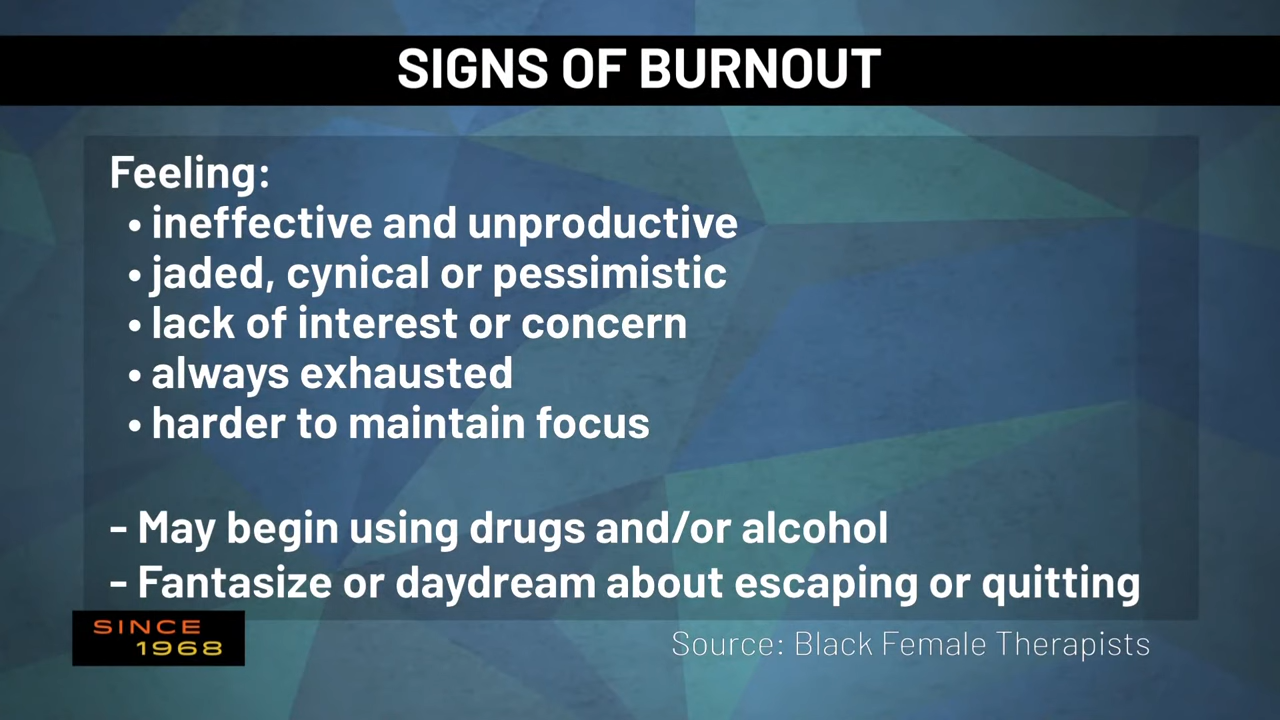 SIGNS OF BURNOUT
Feeling:
• ineffective and unproductive
• jaded, cynical or pessimistic
• lack of interest or concern
• always exhausted
• harder to maintain focus
- May begin using drugs and/or alcohol
- Fantasize or daydream about escaping or quitting
SINCE
1968
Source: Black Female Therapists